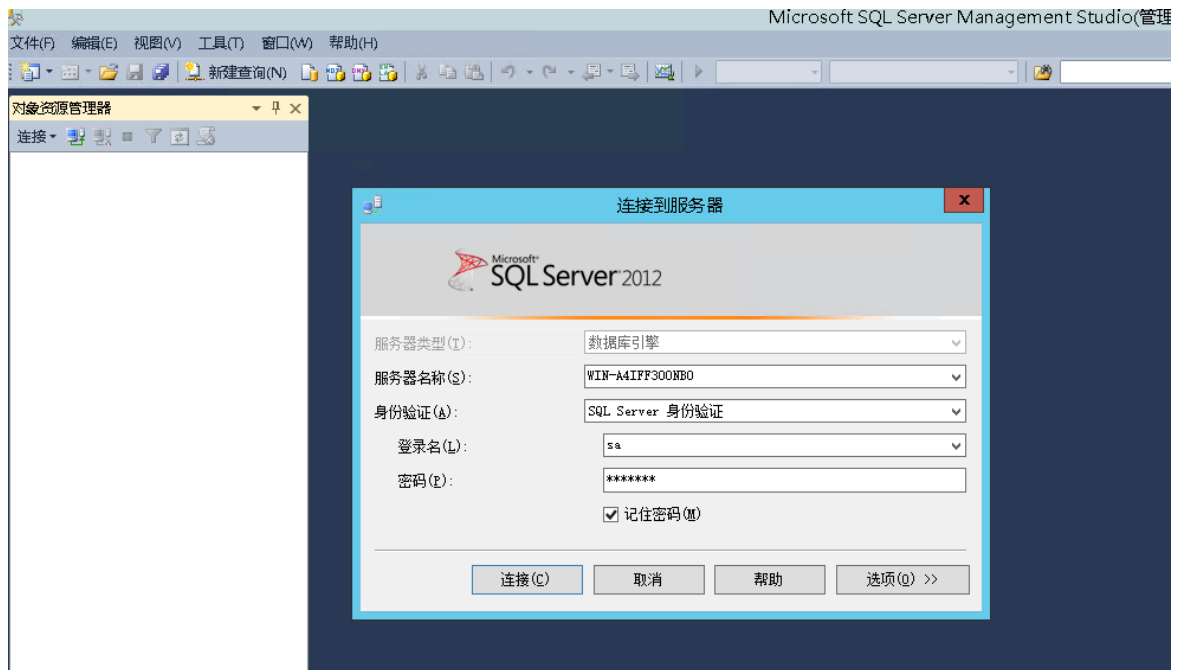 Microsoft SQL Server Management Studio(管理
文件(F) 编辑(E) 视图(V) 工具(T) 窗口(W) 帮助(H)
新建查询(N)
对象资源管理器
连接
连接到服务器
Microsoft
SQL Server 2012
服务器类型(T): 数据库引擎
服务器名称(S): WIN-A4IFF300NBO
身份验证(A): SQL Server 身份验证
登录名(L): sa
密码(P): *******
记住密码(M)
连接(C) 取消 帮助 选项(O) >>